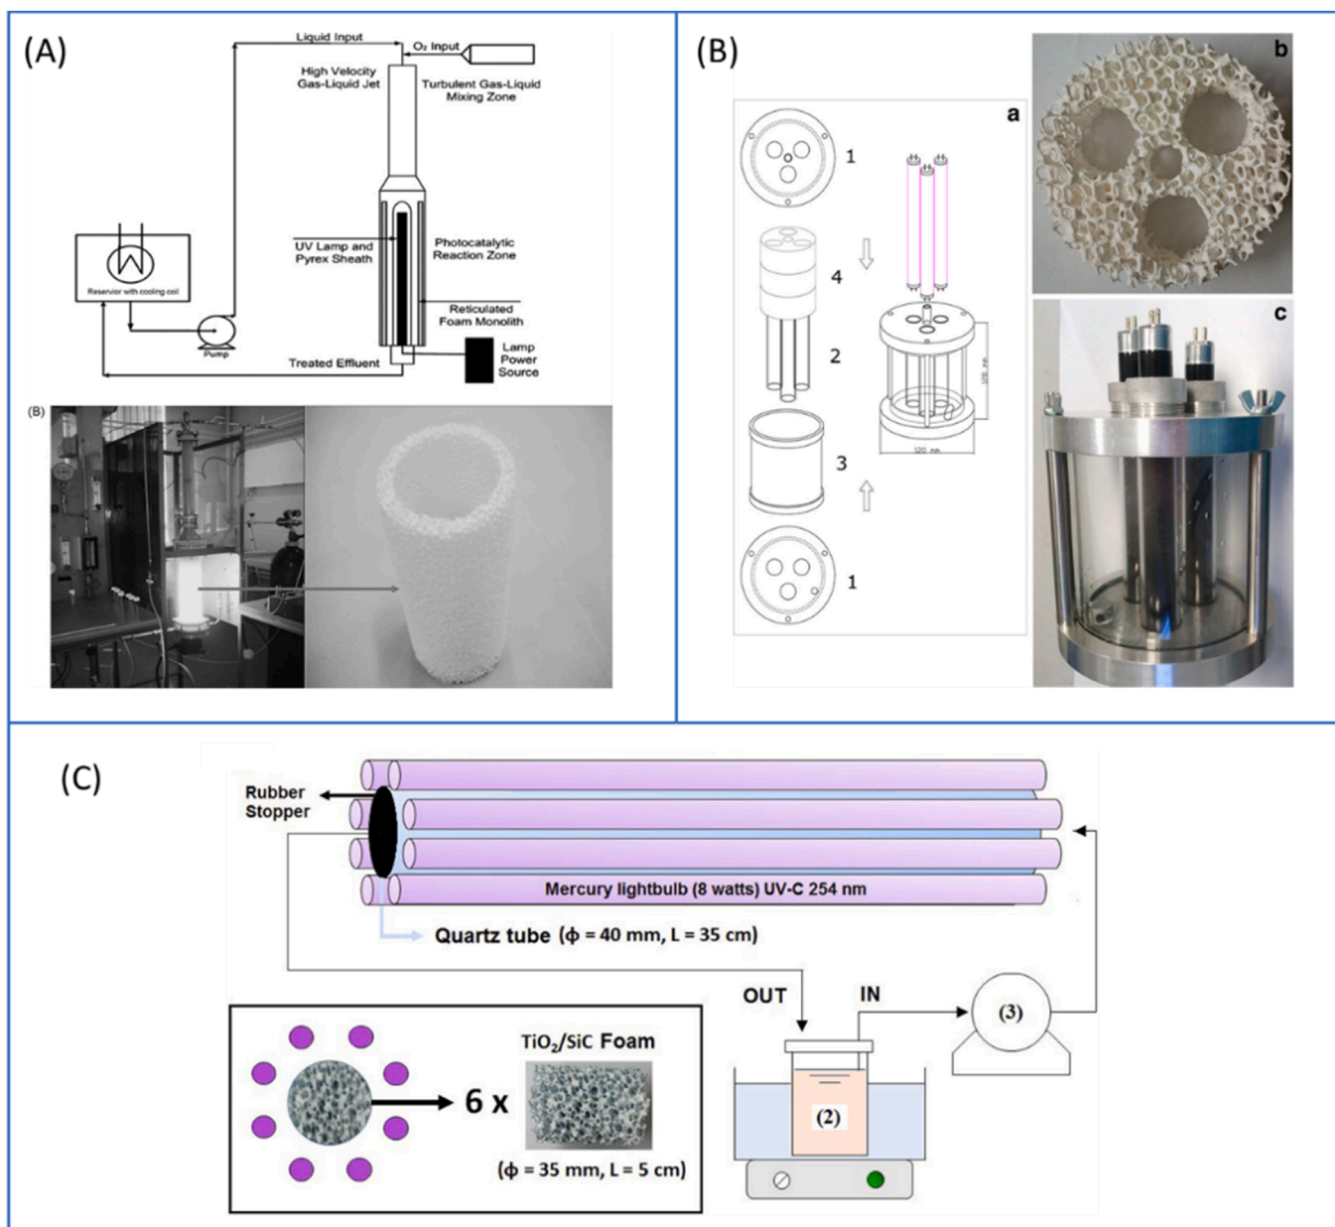 (A)
Liquid Input
O₂ Input
High Velocity
Gas-Liquid Jet
Turbulent Gas-Liquid
Mixing Zone
UV Lamp and
Pyrex Sheath
Photocatalytic
Reaction Zone
Reservior with cooling coil
Reticulated
Foam Monolith
Pump
Treated Effluent
Lamp
Power
Source
(B)
(B)
a
1
4
2
3
1
120 mm
120 mm
b
c
(C)
Rubber
Stopper
Mercury lightbulb (8 watts) UV-C 254 nm
Quartz tube (ϕ = 40 mm, L = 35 cm)
OUT
IN
(3)
(2)
TiO₂/SiC Foam
6 x
(ϕ = 35 mm, L = 5 cm)